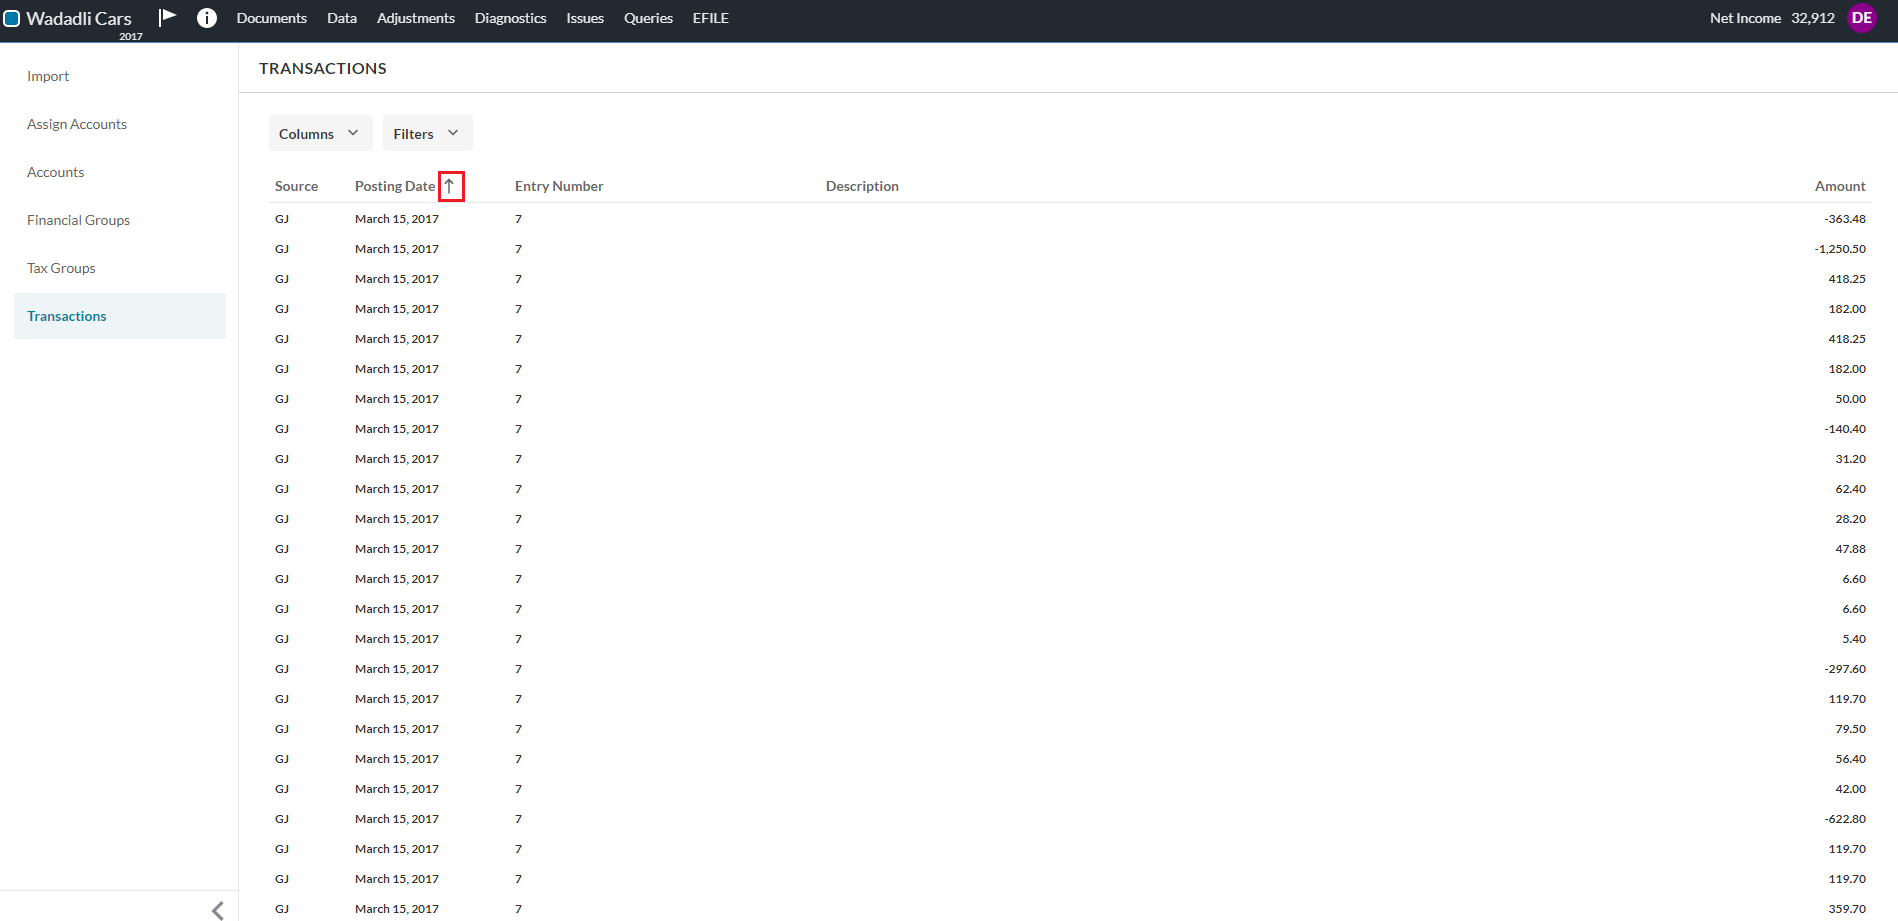 Wadadli Cars
2017
i Documents Data Adjustments Diagnostics Issues Queries EFILE
Net Income 32,912 DE
Import
Assign Accounts
Accounts
Financial Groups
Tax Groups
Transactions
TRANSACTIONS
Columns Filters
Source Posting Date ↑ Entry Number Description Amount
GJ March 15, 2017 7 -363.48
GJ March 15, 2017 7 -1,250.50
GJ March 15, 2017 7 418.25
GJ March 15, 2017 7 182.00
GJ March 15, 2017 7 418.25
GJ March 15, 2017 7 182.00
GJ March 15, 2017 7 50.00
GJ March 15, 2017 7 -140.40
GJ March 15, 2017 7 31.20
GJ March 15, 2017 7 62.40
GJ March 15, 2017 7 28.20
GJ March 15, 2017 7 47.88
GJ March 15, 2017 7 6.60
GJ March 15, 2017 7 6.60
GJ March 15, 2017 7 5.40
GJ March 15, 2017 7 -297.60
GJ March 15, 2017 7 119.70
GJ March 15, 2017 7 79.50
GJ March 15, 2017 7 56.40
GJ March 15, 2017 7 42.00
GJ March 15, 2017 7 -622.80
GJ March 15, 2017 7 119.70
GJ March 15, 2017 7 119.70
GJ March 15, 2017 7 359.70